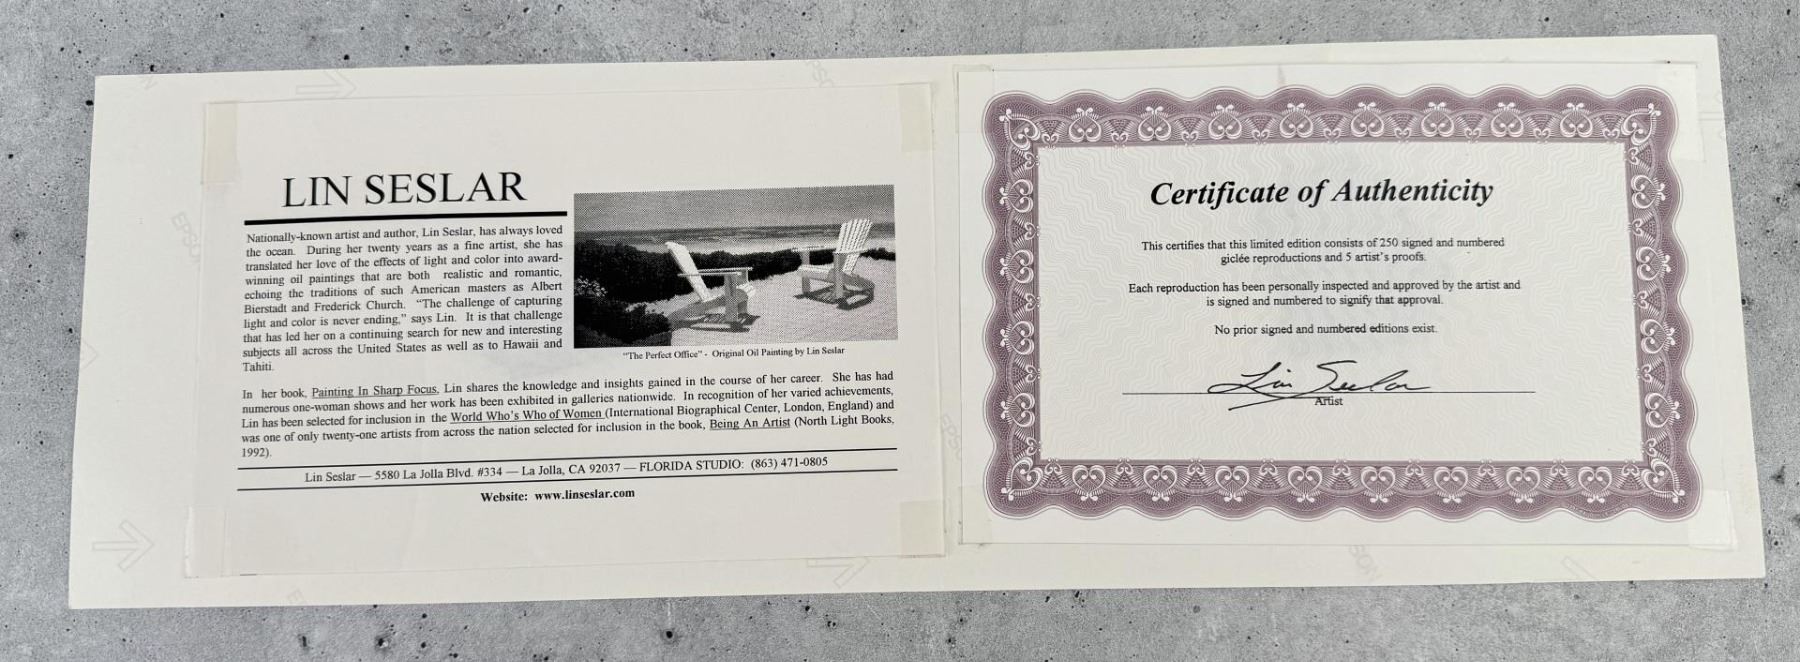 LIN SESLAR
Nationally-known artist and author, Lin Seslar, has always loved
the ocean. During her twenty years as a fine artist, she has
translated her love of the effects of light and color into award-
winning oil paintings that are both realistic and romantic,
echoing the traditions of such American masters as Albert
Bierstadt and Frederick Church. “The challenge of capturing
light and color is never ending,” says Lin. It is that challenge
that has led her on a continuing search for new and interesting
subjects all across the United States as well as to Hawaii and
Tahiti.
"The Perfect Office" - Original Oil Painting by Lin Seslar
In her book, Painting In Sharp Focus, Lin shares the knowledge and insights gained in the course of her career. She has had
numerous one-woman shows and her work has been exhibited in galleries nationwide. In recognition of her varied achievements,
Lin has been selected for inclusion in the World Who's Who of Women (International Biographical Center, London, England) and
was one of only twenty-one artists from across the nation selected for inclusion in the book, Being An Artist (North Light Books,
1992).
Lin Seslar — 5580 La Jolla Blvd. #334 — La Jolla, CA 92037 — FLORIDA STUDIO: (863) 471-0805
Website: www.linseslar.com
Certificate of Authenticity
This certifies that this limited edition consists of 250 signed and numbered
giclée reproductions and 5 artist's proofs.
Each reproduction has been personally inspected and approved by the artist and
is signed and numbered to signify that approval.
No prior signed and numbered editions exist.
Lin Seslar
Artist
EPSON
EPSON
EPSON
EPSON
EPSON